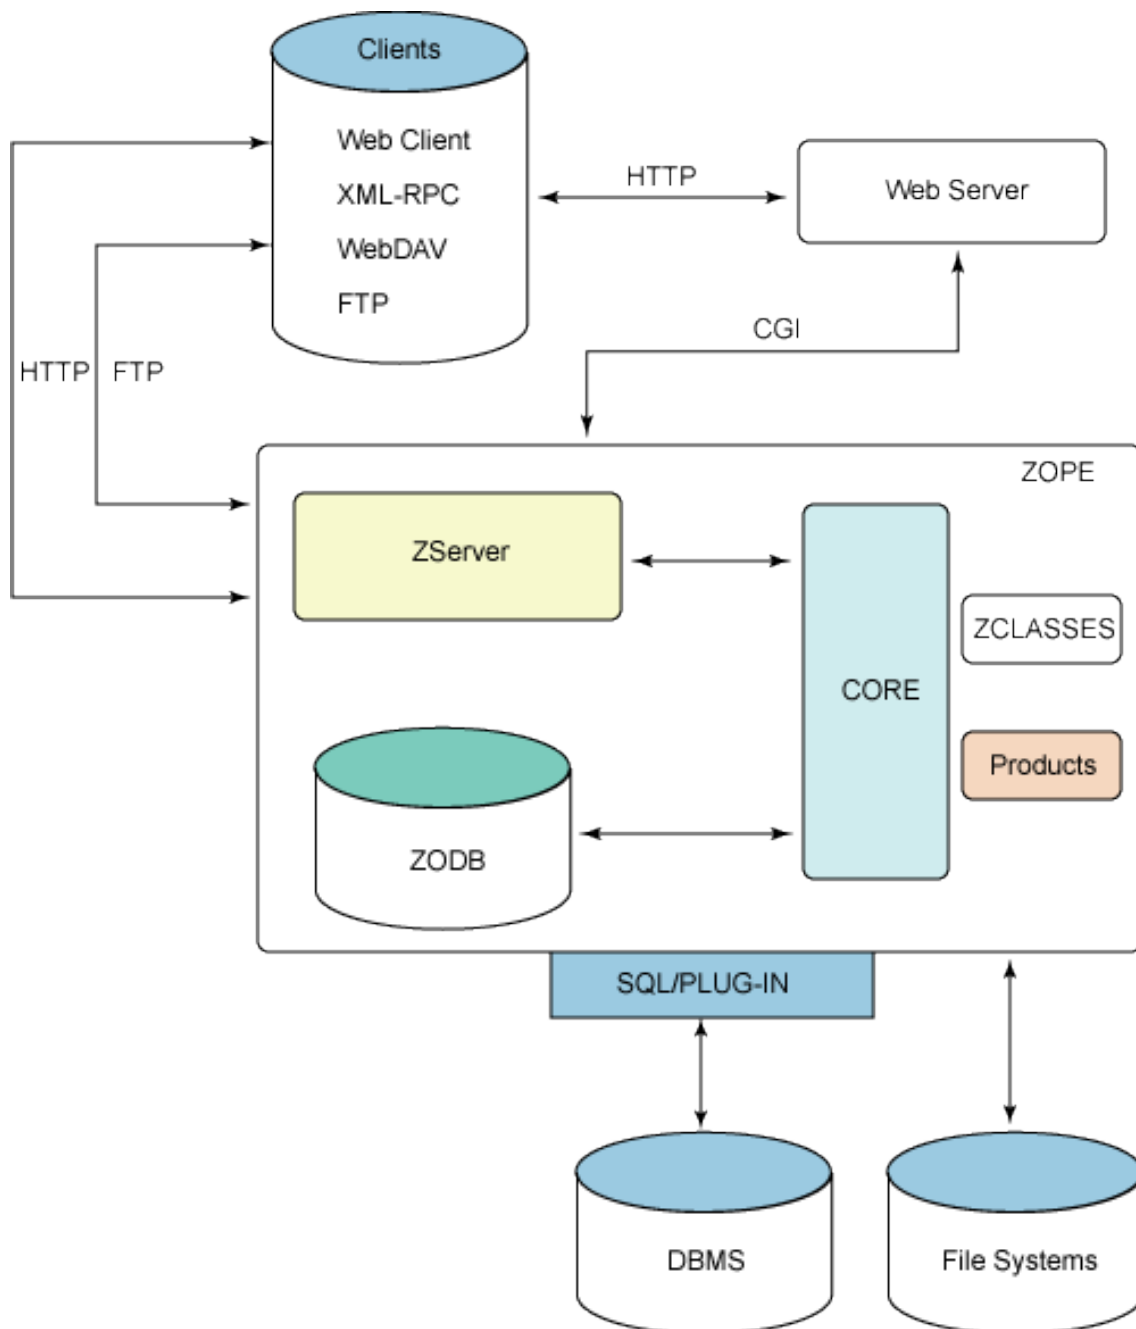 Clients
Web Client
XML-RPC
WebDAV
FTP
HTTP
Web Server
CGI
HTTP
FTP
ZOPE
ZServer
CORE
ZCLASSES
Products
ZODB
SQL/PLUG-IN
DBMS
File Systems